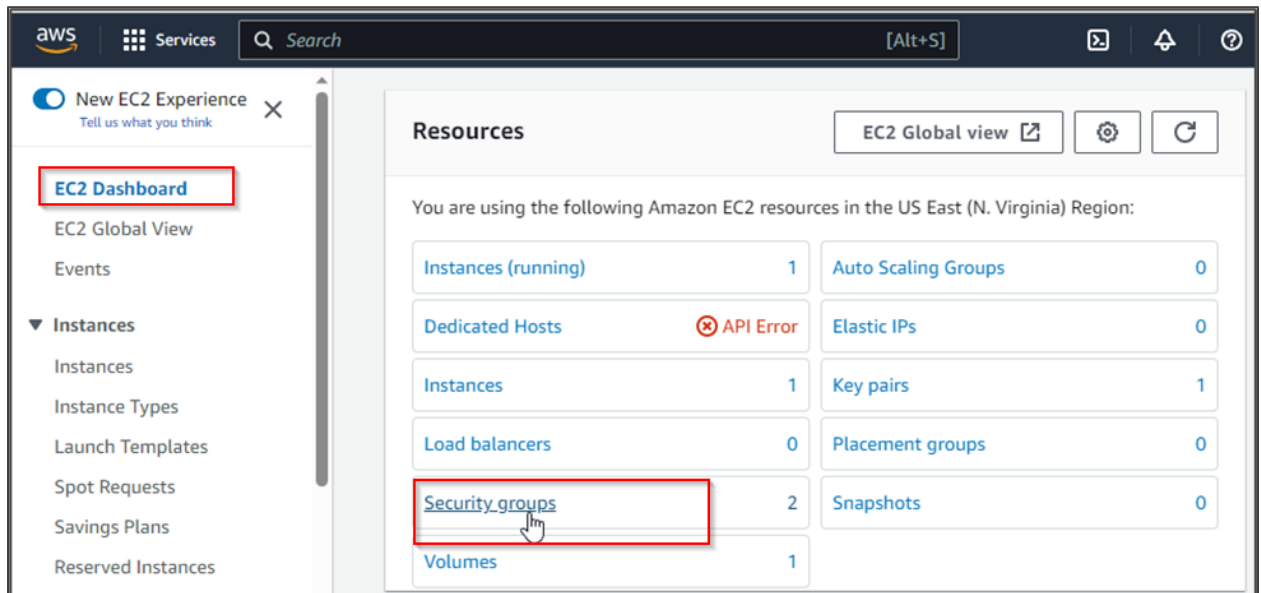 aws
Services
Search
[Alt+S]
New EC2 Experience
Tell us what you think
EC2 Dashboard
EC2 Global View
Events
Instances
Instances
Instance Types
Launch Templates
Spot Requests
Savings Plans
Reserved Instances
Resources
EC2 Global view
You are using the following Amazon EC2 resources in the US East (N. Virginia) Region:
Instances (running) 1
Auto Scaling Groups 0
Dedicated Hosts API Error
Elastic IPs 0
Instances 1
Key pairs 1
Load balancers 0
Placement groups 0
Security groups 2
Snapshots 0
Volumes 1